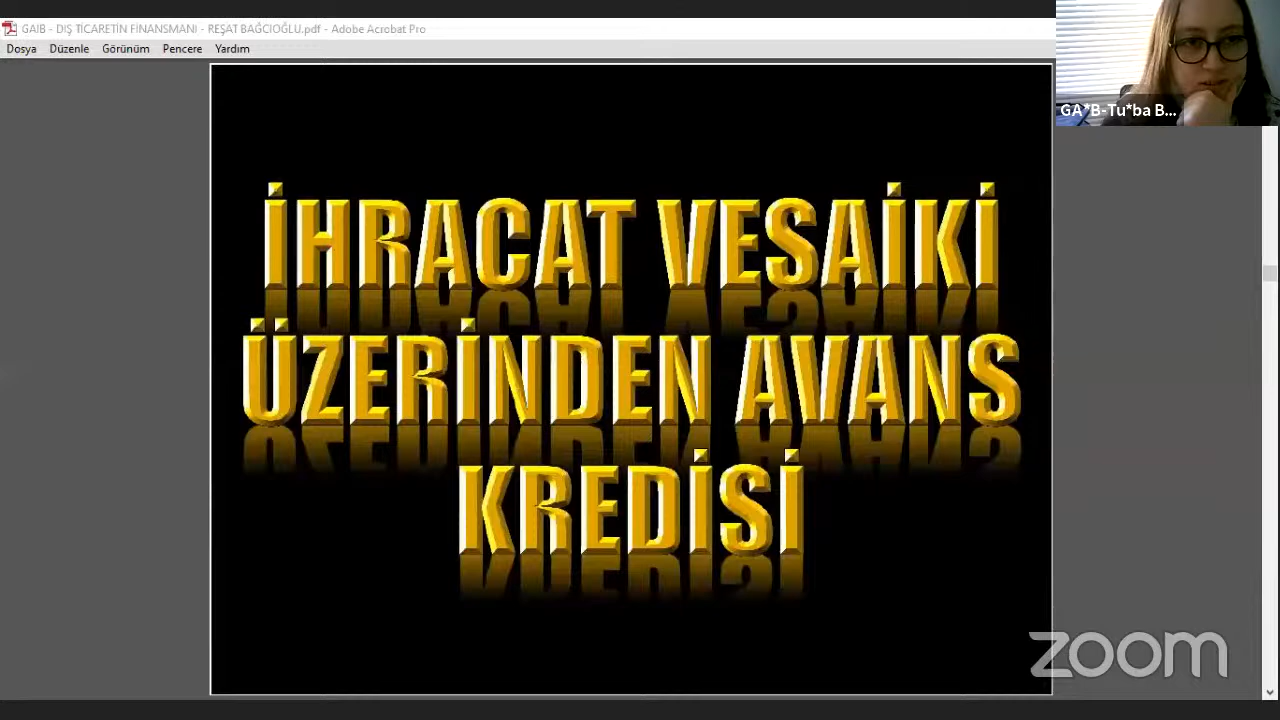 GAIB - DIŞ TİCARETİN FİNANSMANI - REŞAT BAĞCIOĞLU.pdf - Adobe Acrobat Pro
Dosya Düzenle Görünüm Pencere Yardım
GA*B-Tu*ba B...
İHRACAT VESAİKİ
ÜZERİNDEN AVANS
KREDİSİ
zoom